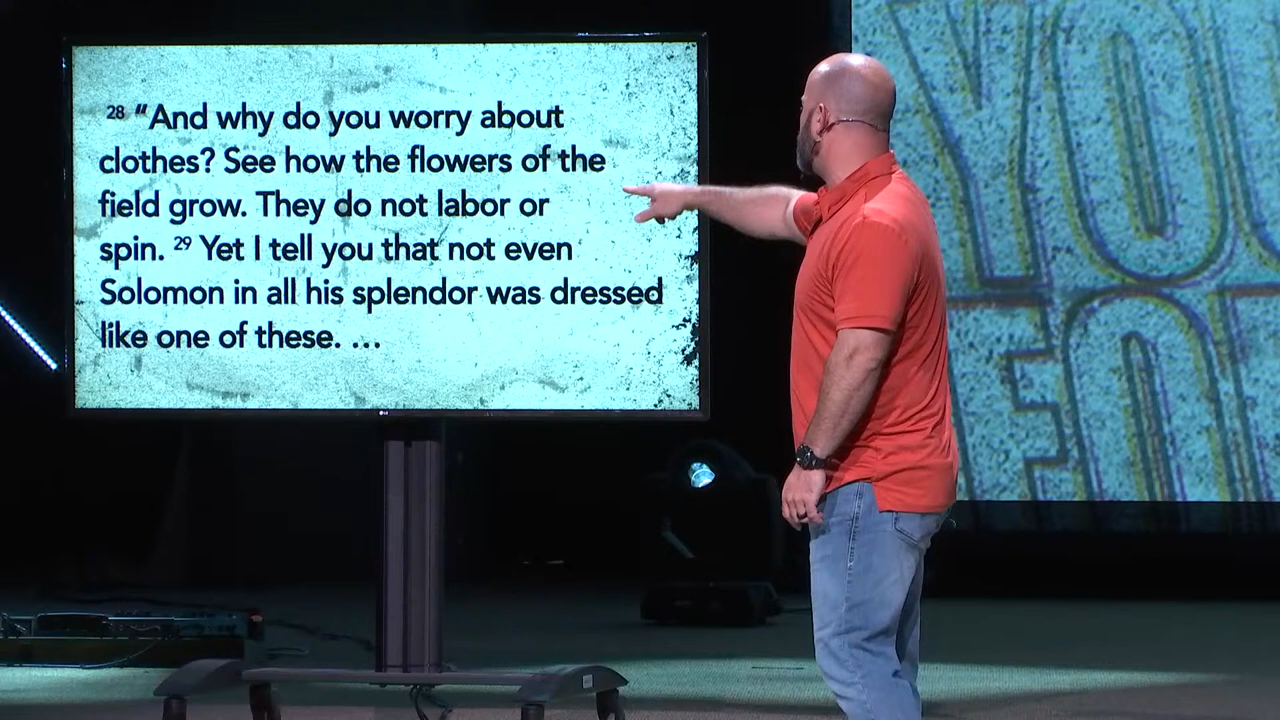 28 “And why do you worry about
clothes? See how the flowers of the
field grow. They do not labor or
spin. 29 Yet I tell you that not even
Solomon in all his splendor was dressed
like one of these. …
LG